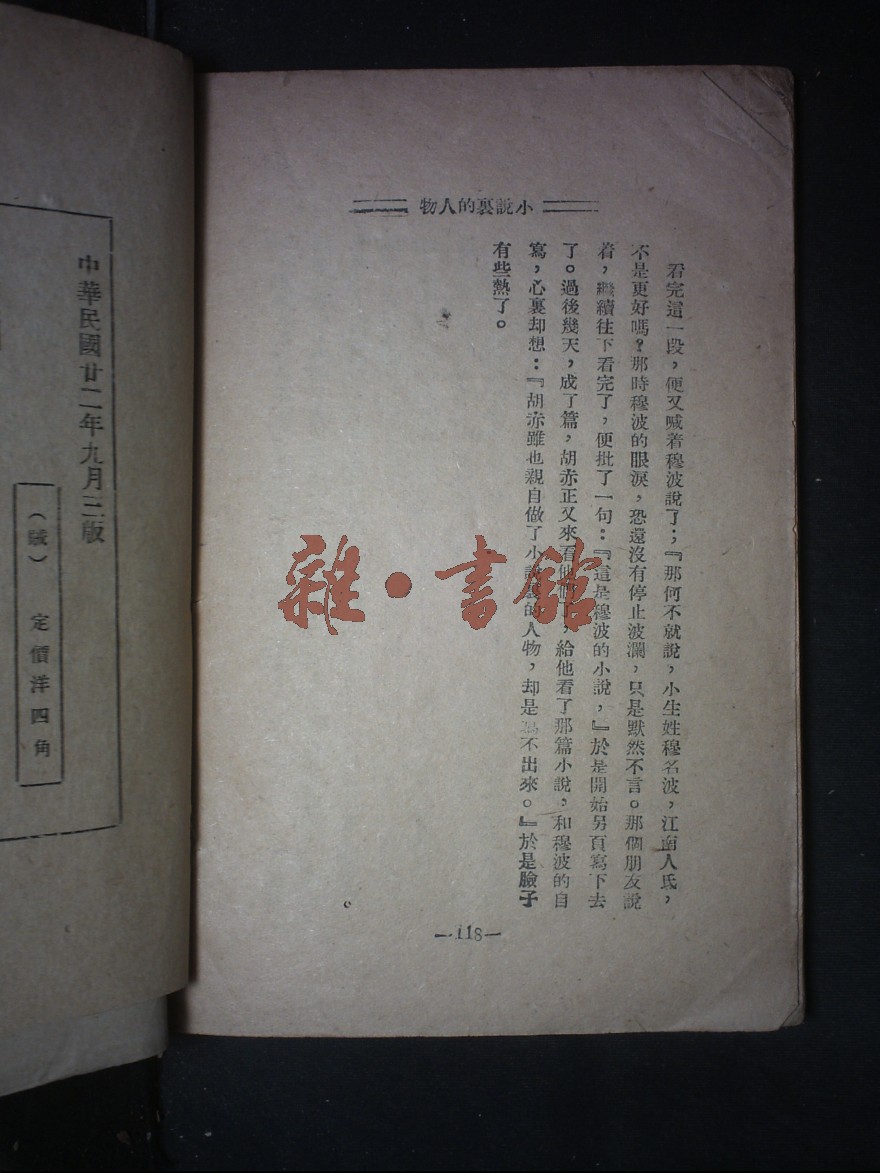 小說裏的人物
看完這一段，便又喊着穆波說了；『那何不就說，小生姓穆名波，江南人氏，
不是更好嗎？那時穆波的眼淚，恐還沒有停止波瀾，只是默然不言。那個朋友說
着，繼續往下看完了，便批了一句：『這是穆波的小說，』於是開始另頁寫下去
了。過後幾天，成了篇，胡亦正又來看他們了，給他看了那篇小說，和穆波的自
寫，心裏却想：『胡亦雖也親自做了小說裏的人物，却是 不出來。』於是臉子
有些熱了。
—118—
中華民國廿二年九月三版
定價洋四角
雜·書館